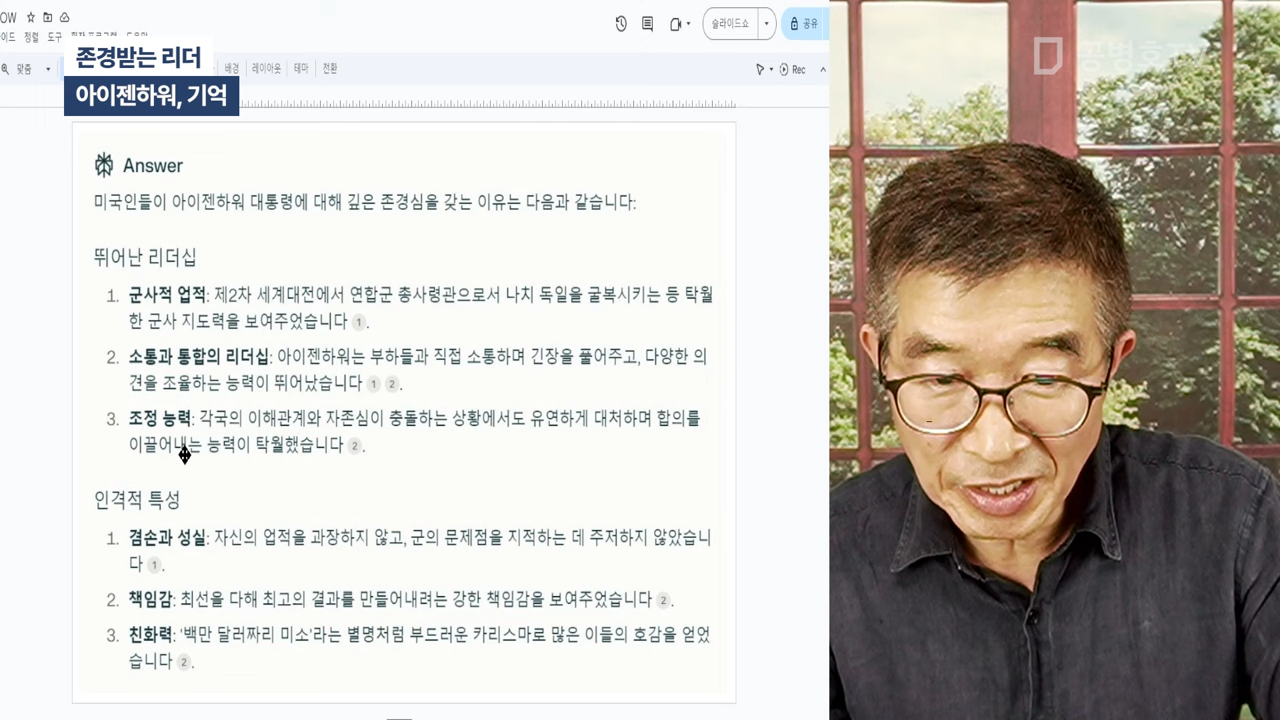 OW
슬라이드쇼
공유
이드 정렬 도구
존경받는 리더
맞춤
배경 레이아웃 테마 전환
Rec
아이젠하워, 기억
공병호TV
Answer
미국인들이 아이젠하워 대통령에 대해 깊은 존경심을 갖는 이유는 다음과 같습니다:
뛰어난 리더십
1. 군사적 업적: 제2차 세계대전에서 연합군 총사령관으로서 나치 독일을 굴복시키는 등 탁월
한 군사 지도력을 보여주었습니다 1.
2. 소통과 통합의 리더십: 아이젠하워는 부하들과 직접 소통하며 긴장을 풀어주고, 다양한 의
견을 조율하는 능력이 뛰어났습니다 1 2.
3. 조정 능력: 각국의 이해관계와 자존심이 충돌하는 상황에서도 유연하게 대처하며 합의를
이끌어내는 능력이 탁월했습니다 2.
인격적 특성
1. 겸손과 성실: 자신의 업적을 과장하지 않고, 군의 문제점을 지적하는 데 주저하지 않았습니
다 1.
2. 책임감: 최선을 다해 최고의 결과를 만들어내려는 강한 책임감을 보여주었습니다 2.
3. 친화력: '백만 달러짜리 미소'라는 별명처럼 부드러운 카리스마로 많은 이들의 호감을 얻었
습니다 2.